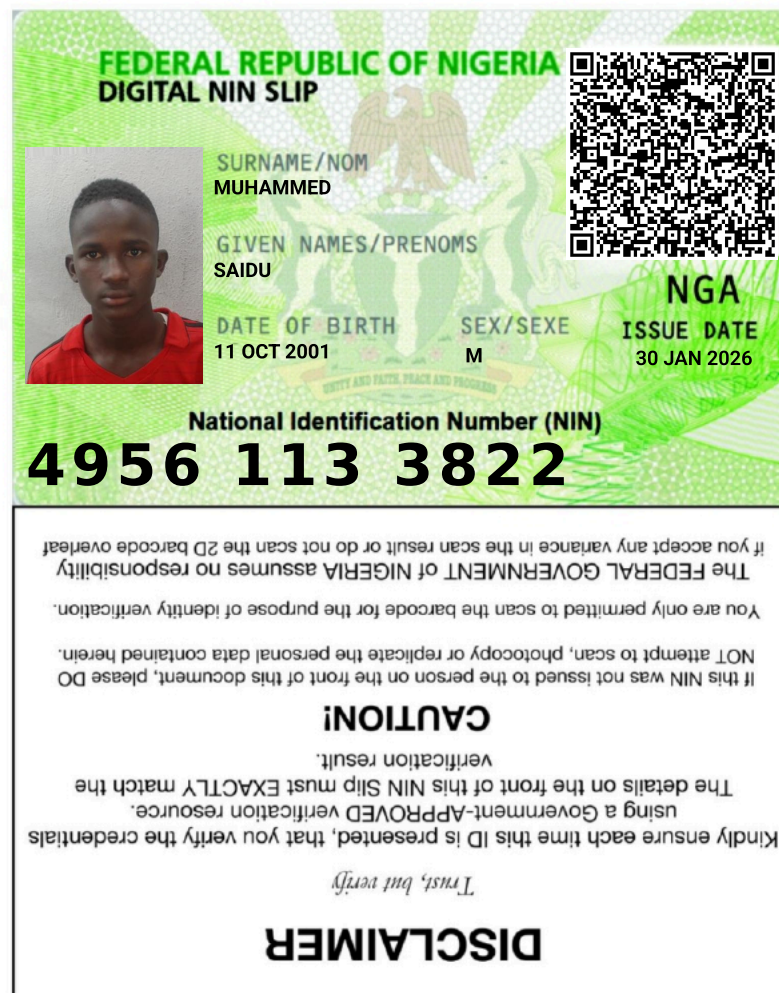 FEDERAL REPUBLIC OF NIGERIA
DIGITAL NIN SLIP
SURNAME/NOM
MUHAMMED
GIVEN NAMES/PRENOMS
SAIDU
DATE OF BIRTH
11 OCT 2001
SEX/SEXE
M
NGA
ISSUE DATE
30 JAN 2026
UNITY AND FAITH, PEACE AND PROGRESS
National Identification Number (NIN)
4956 113 3822
DISCLAIMER
Trust, but verify
Kindly ensure each time this ID is presented, that you verify the credentials
using a Government-APPROVED verification resource.
The details on the front of this NIN Slip must EXACTLY match the
verification result.
CAUTION!
If this NIN was not issued to the person on the front of this document, please DO
NOT attempt to scan, photocopy or replicate the personal data contained herein.
You are only permitted to scan the barcode for the purpose of identity verification.
The FEDERAL GOVERNMENT of NIGERIA assumes no responsibility
if you accept any variance in the scan result or do not scan the 2D barcode overleaf